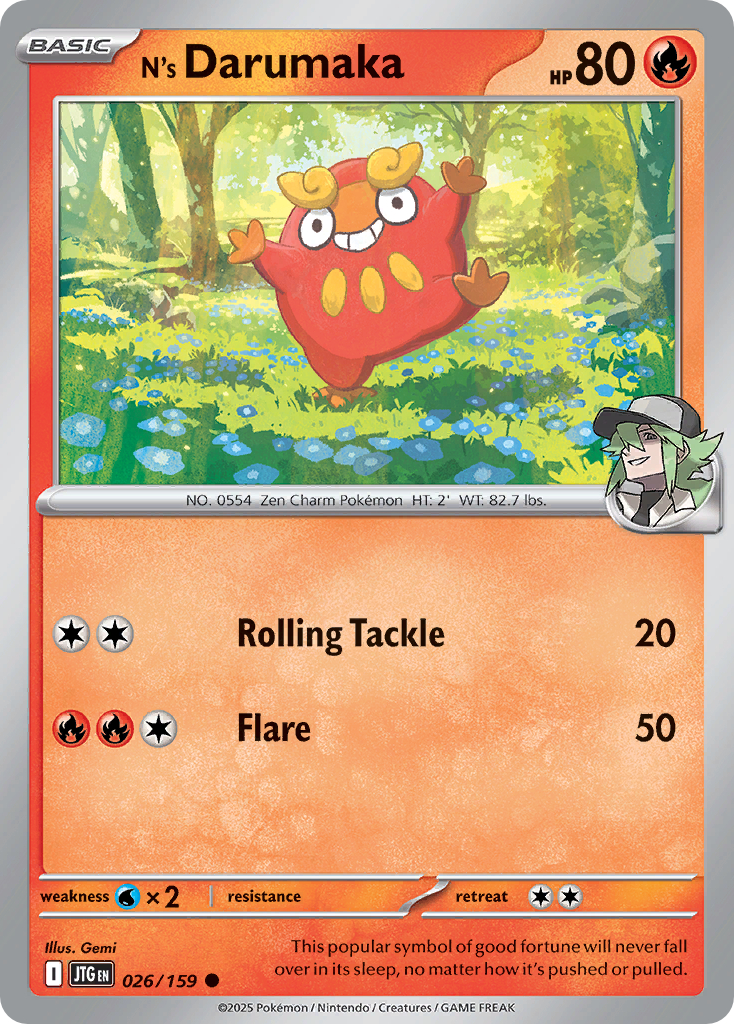 BASIC
N's Darumaka
HP 80
NO. 0554 Zen Charm Pokémon HT: 2' WT: 82.7 lbs.
Rolling Tackle 20
Flare 50
weakness ×2 resistance retreat
Illus. Gemi
This popular symbol of good fortune will never fall
over in its sleep, no matter how it's pushed or pulled.
I JTG EN 026/159
©2025 Pokémon / Nintendo / Creatures / GAME FREAK